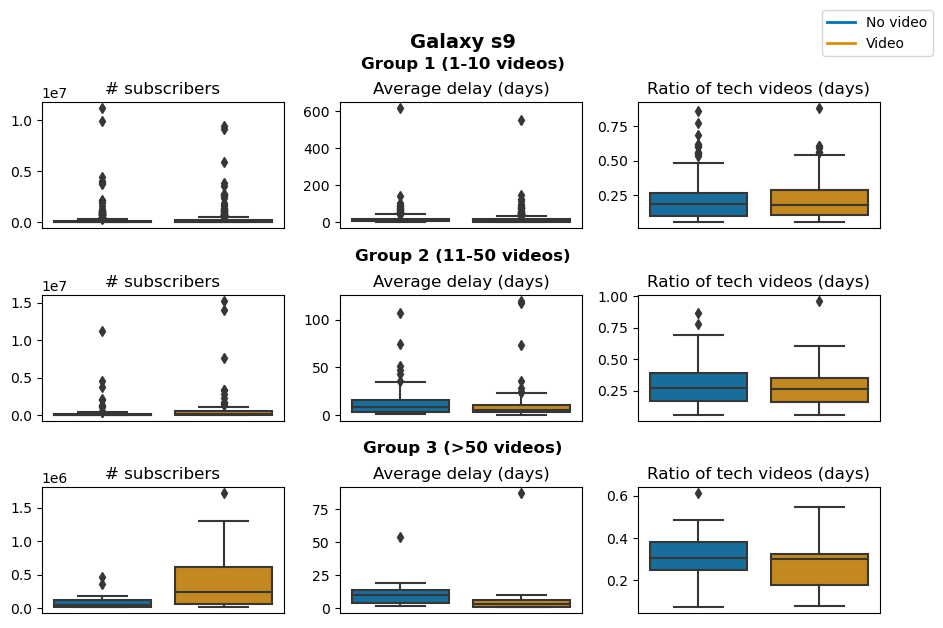 No video
Video
Galaxy s9
Group 1 (1-10 videos)
# subscribers
Average delay (days)
Ratio of tech videos (days)
1e7
1.0
0.5
0.0
600
400
200
0
0.75
0.50
0.25
Group 2 (11-50 videos)
# subscribers
Average delay (days)
Ratio of tech videos (days)
1e7
1.5
1.0
0.5
0.0
100
50
0
1.00
0.75
0.50
0.25
Group 3 (>50 videos)
# subscribers
Average delay (days)
Ratio of tech videos (days)
1e6
1.5
1.0
0.5
0.0
75
50
25
0
0.6
0.4
0.2